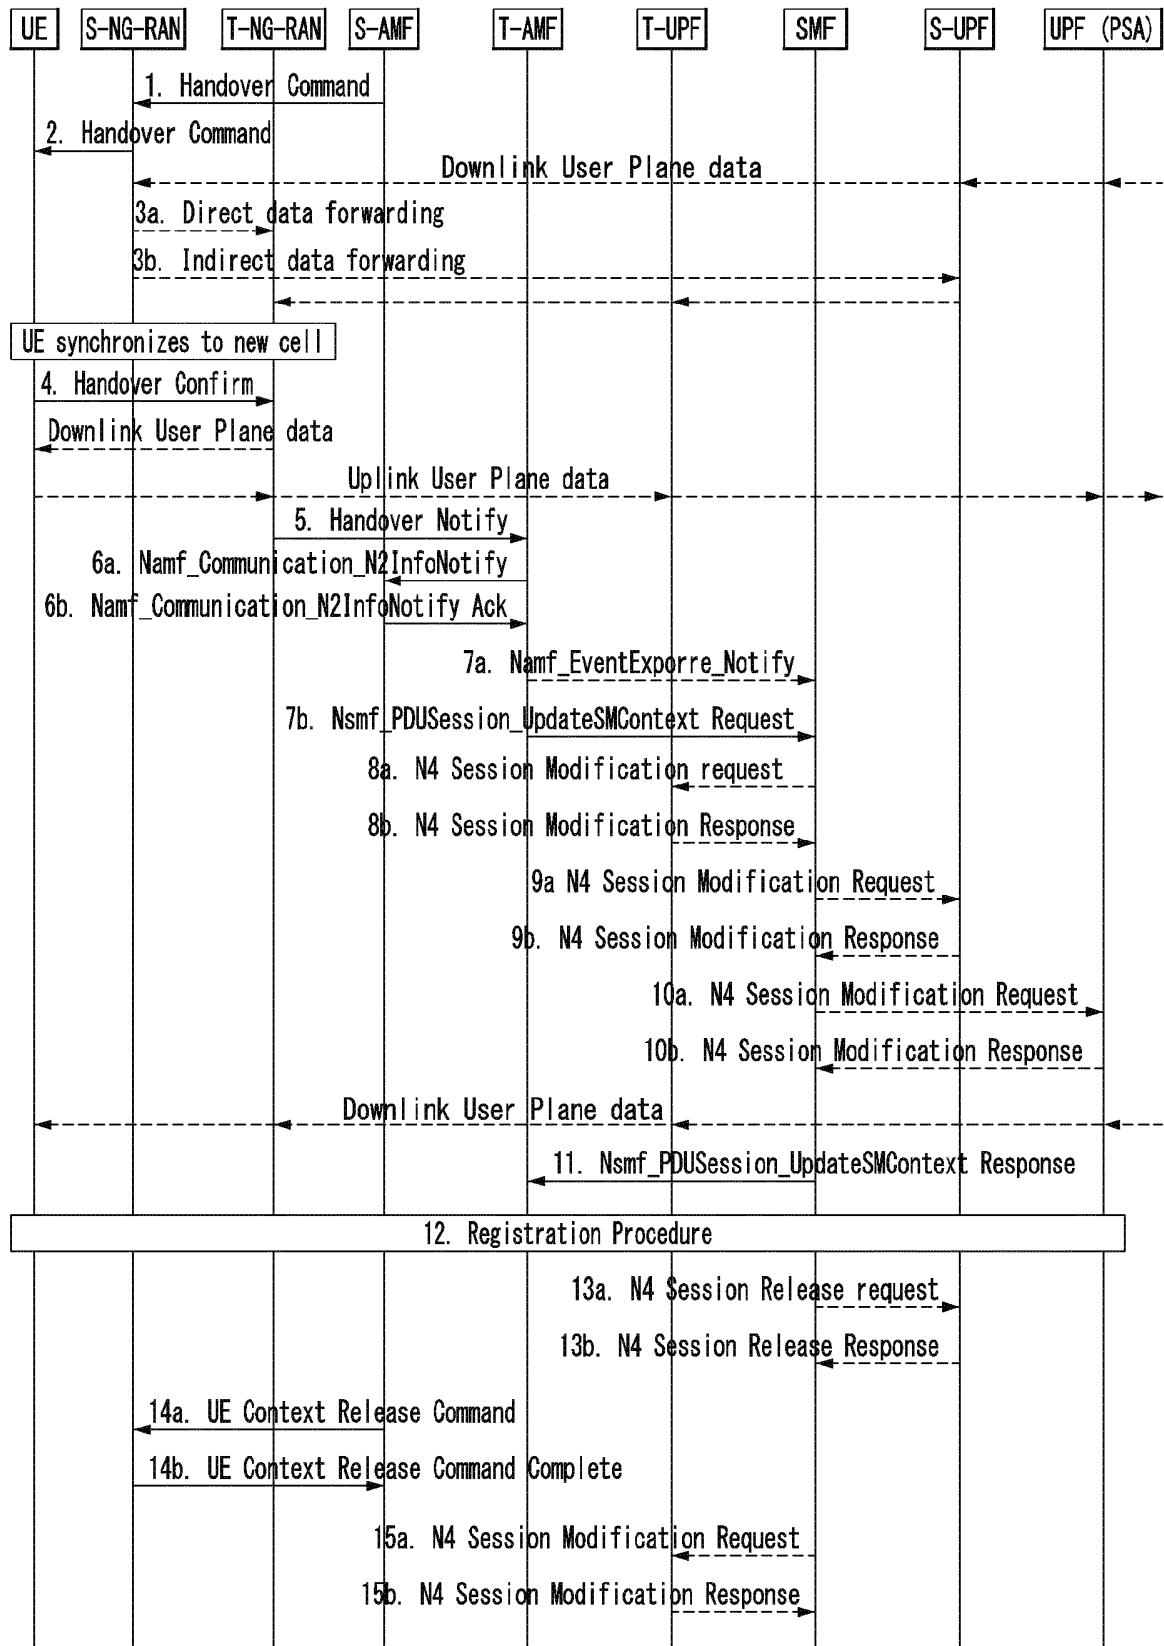 UE S-NG-RAN T-NG-RAN S-AMF T-AMF T-UPF SMF S-UPF UPF (PSA)
1. Handover Command
2. Handover Command
Downlink User Plane data
3a. Direct data forwarding
3b. Indirect data forwarding
UE synchronizes to new cell
4. Handover Confirm
Downlink User Plane data
Uplink User Plane data
5. Handover Notify
6a. Namf_Communication_N2InfoNotify
6b. Namf_Communication_N2InfoNotify Ack
7a. Namf_EventExporre_Notify
7b. Nsmf_PDUSession_UpdateSMContext Request
8a. N4 Session Modification request
8b. N4 Session Modification Response
9a N4 Session Modification Request
9b. N4 Session Modification Response
10a. N4 Session Modification Request
10b. N4 Session Modification Response
Downlink User Plane data
11. Nsmf_PDUSession_UpdateSMContext Response
12. Registration Procedure
13a. N4 Session Release request
13b. N4 Session Release Response
14a. UE Context Release Command
14b. UE Context Release Command Complete
15a. N4 Session Modification Request
15b. N4 Session Modification Response